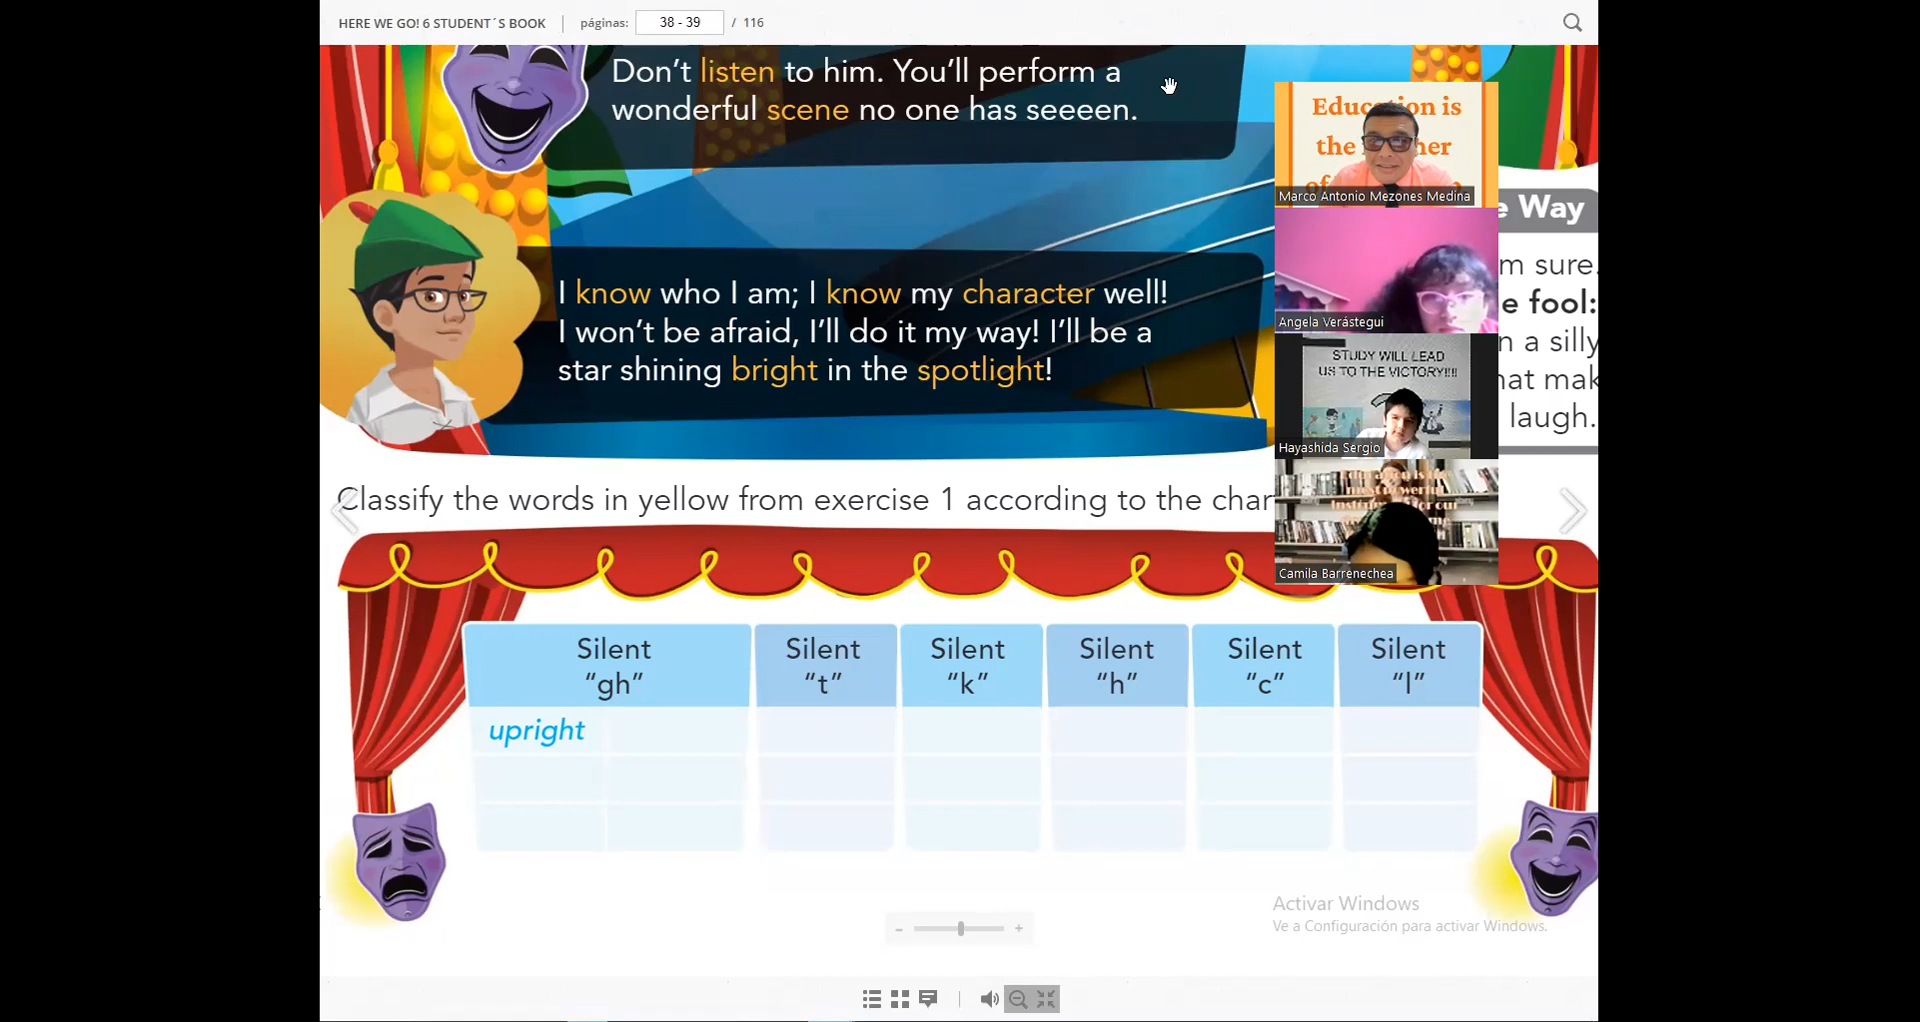 HERE WE GO! 6 STUDENT´S BOOK
páginas: 38 - 39 / 116
Don't listen to him. You'll perform a
wonderful scene no one has seeeen.
I know who I am; I know my character well!
I won't be afraid, I'll do it my way! I'll be a
star shining bright in the spotlight!
Education is
the
Marco Antonio Mezones Medina
Angela Verástegui
STUDY WILL LEAD
US TO THE VICTORY!!!!
Hayashida Sergio
Camila Barrenechea
e Way
m sure.
e fool:
n a silly
hat mak
laugh.
Classify the words in yellow from exercise 1 according to the char
Silent "gh"
Silent "t"
Silent "k"
Silent "h"
Silent "c"
Silent "l"
upright
Activar Windows
Ve a Configuración para activar Windows.